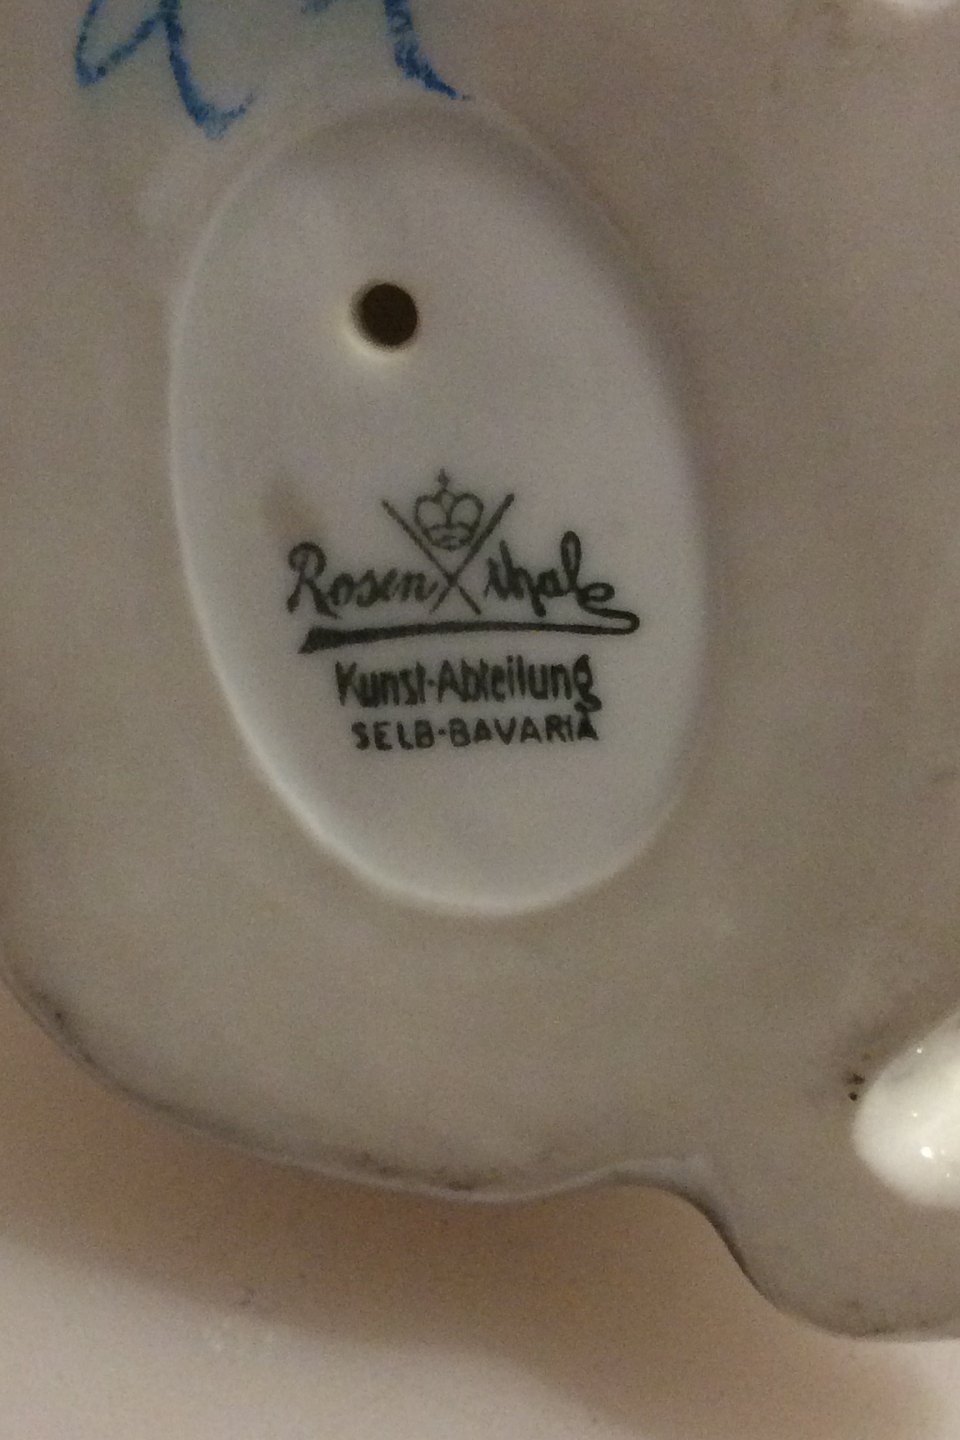 Rosenthal
Kunst-Abteilung
SELB-BAVARIA